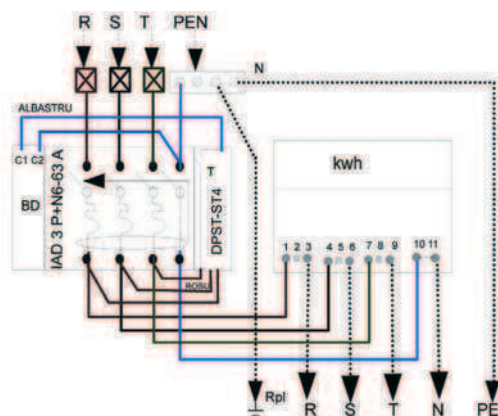 R S T PEN
N
ALBASTRU
C1 C2
T
kwh
BD
IAD 3 P+N6-63 A
DPST-ST4
1 2 3 4 5 6 7 8 9 10 11
ROSU
Rpl
R S T N PE